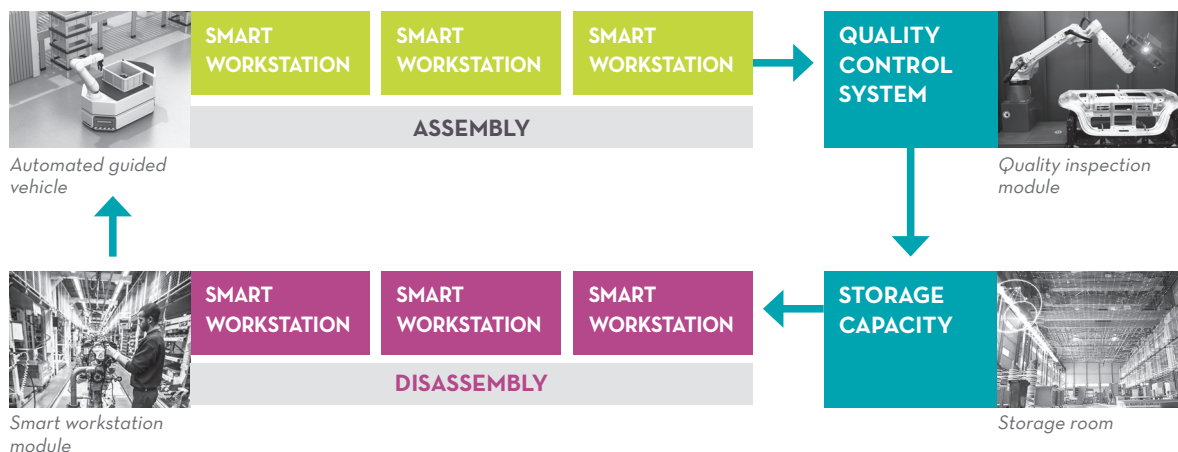 SMART
WORKSTATION
SMART
WORKSTATION
SMART
WORKSTATION
QUALITY
CONTROL
SYSTEM
ASSEMBLY
Automated guided
vehicle
Quality inspection
module
SMART
WORKSTATION
SMART
WORKSTATION
SMART
WORKSTATION
STORAGE
CAPACITY
DISASSEMBLY
Smart workstation
module
Storage room